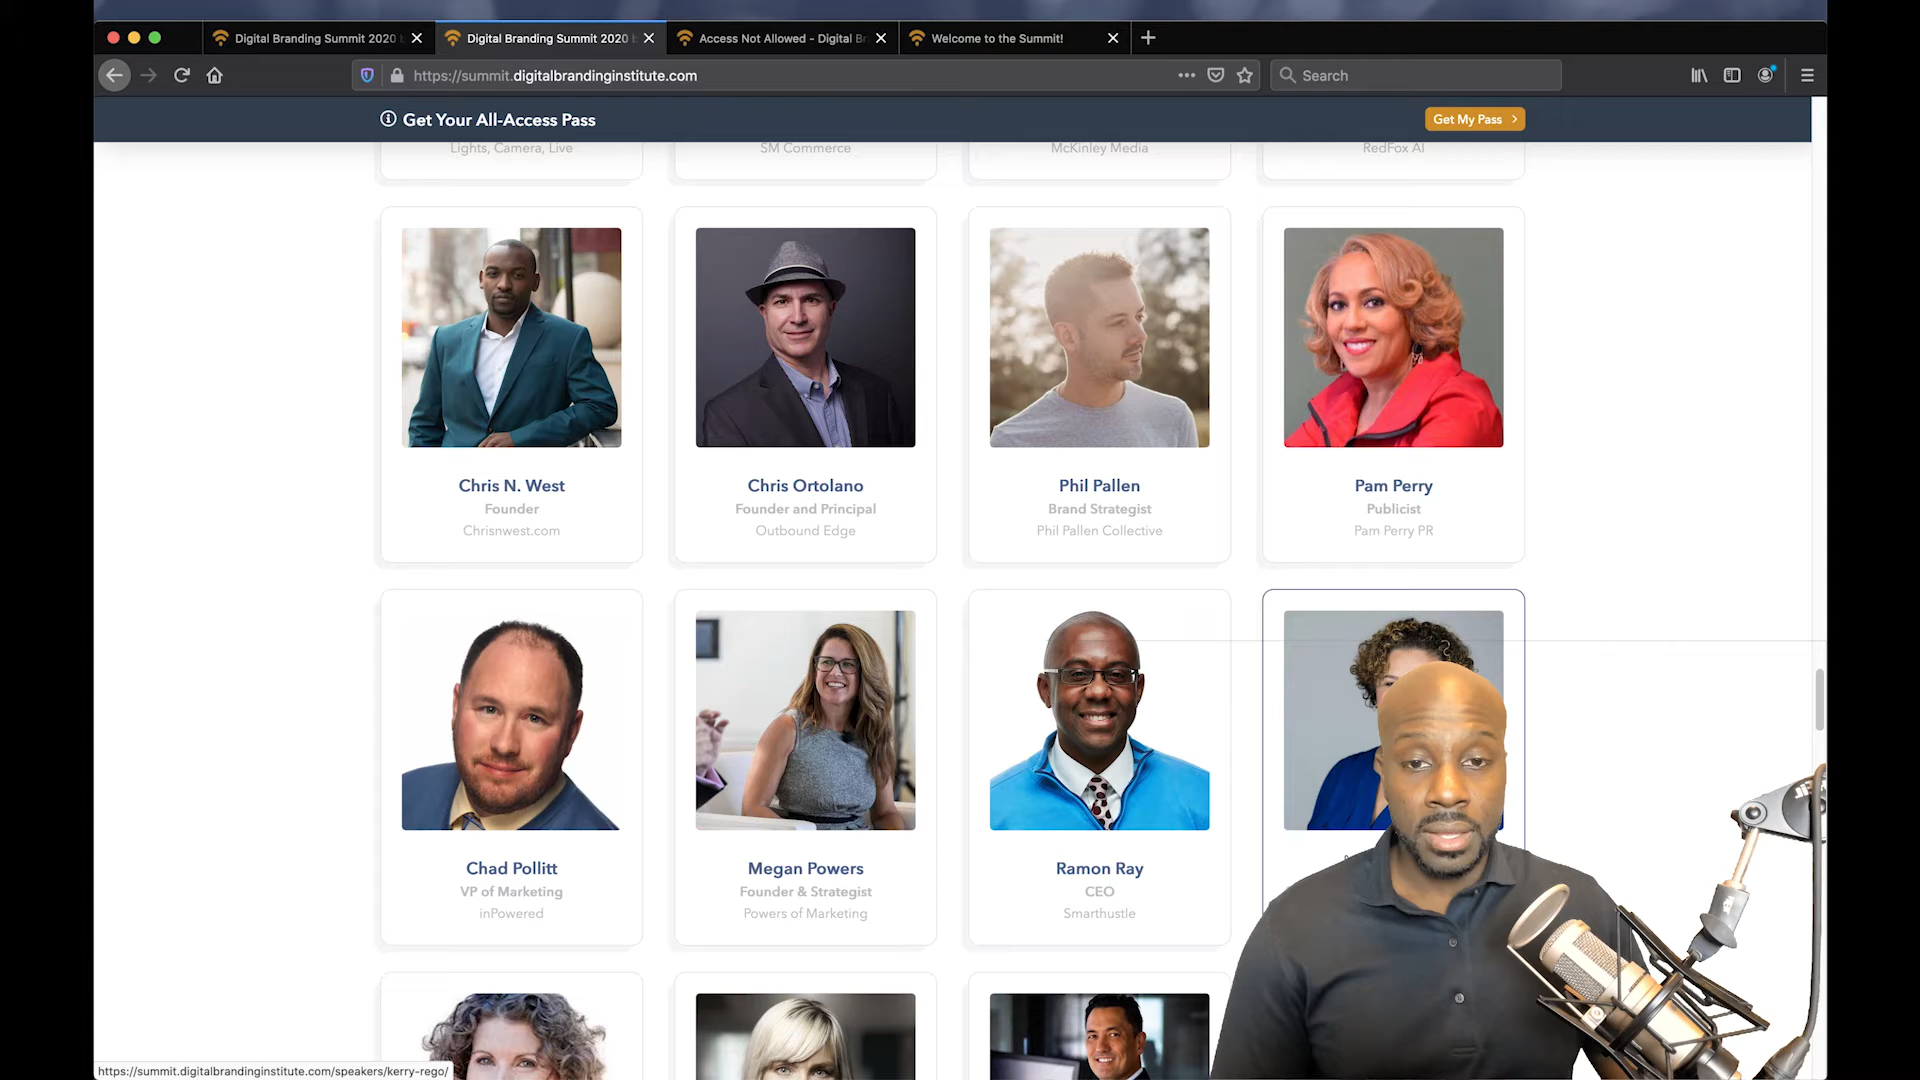 Digital Branding Summit 2020
Digital Branding Summit 2020
Access Not Allowed - Digital Br
Welcome to the Summit!
https://summit.digitalbrandinginstitute.com
Search
Get Your All-Access Pass
Get My Pass
Lights, Camera, Live
SM Commerce
McKinley Media
RedFox AI
Chris N. West
Founder
Chrisnwest.com
Chris Ortolano
Founder and Principal
Outbound Edge
Phil Pallen
Brand Strategist
Phil Pallen Collective
Pam Perry
Publicist
Pam Perry PR
Chad Pollitt
VP of Marketing
inPowered
Megan Powers
Founder & Strategist
Powers of Marketing
Ramon Ray
CEO
Smarthustle
https://summit.digitalbrandinginstitute.com/speakers/kerry-rego/